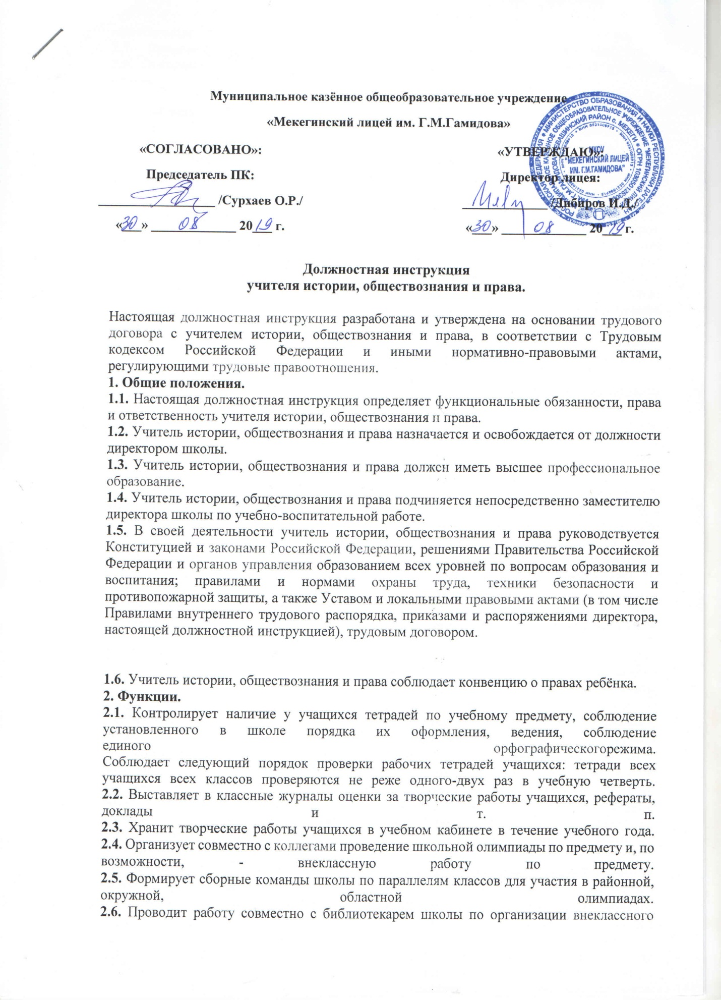 Муниципальное казённое общеобразовательное учреждение
«Мекегинский лицей им. Г.М.Гамидова»
«СОГЛАСОВАНО»: «УТВЕРЖДАЮ»:
Председатель ПК: Директор лицея:
/Сурхаев О.Р./ /Дибиров И.Д./
«30» 08 2019 г. «30» 08 2019 г.
МКОУ
"МЕКЕГИНСКИЙ ЛИЦЕЙ
ИМ. Г.М.ГАМИДОВА"
Должностная инструкция
учителя истории, обществознания и права.
Настоящая должностная инструкция разработана и утверждена на основании трудового
договора с учителем истории, обществознания и права, в соответствии с Трудовым
кодексом Российской Федерации и иными нормативно-правовыми актами,
регулирующими трудовые правоотношения.
1. Общие положения.
1.1. Настоящая должностная инструкция определяет функциональные обязанности, права
и ответственность учителя истории, обществознания и права.
1.2. Учитель истории, обществознания и права назначается и освобождается от должности
директором школы.
1.3. Учитель истории, обществознания и права должен иметь высшее профессиональное
образование.
1.4. Учитель истории, обществознания и права подчиняется непосредственно заместителю
директора школы по учебно-воспитательной работе.
1.5. В своей деятельности учитель истории, обществознания и права руководствуется
Конституцией и законами Российской Федерации, решениями Правительства Российской
Федерации и органов управления образованием всех уровней по вопросам образования и
воспитания; правилами и нормами охраны труда, техники безопасности и
противопожарной защиты, а также Уставом и локальными правовыми актами (в том числе
Правилами внутреннего трудового распорядка, приказами и распоряжениями директора,
настоящей должностной инструкцией), трудовым договором.
1.6. Учитель истории, обществознания и права соблюдает конвенцию о правах ребёнка.
2. Функции.
2.1. Контролирует наличие у учащихся тетрадей по учебному предмету, соблюдение
установленного в школе порядка их оформления, ведения, соблюдение
единого орфографическогорежима.
Соблюдает следующий порядок проверки рабочих тетрадей учащихся: тетради всех
учащихся всех классов проверяются не реже одного-двух раз в учебную четверть.
2.2. Выставляет в классные журналы оценки за творческие работы учащихся, рефераты,
доклады и т. п.
2.3. Хранит творческие работы учащихся в учебном кабинете в течение учебного года.
2.4. Организует совместно с коллегами проведение школьной олимпиады по предмету и, по
возможности, - внеклассную работу по предмету.
2.5. Формирует сборные команды школы по параллелям классов для участия в районной,
окружной, областной олимпиадах.
2.6. Проводит работу совместно с библиотекарем школы по организации внеклассного